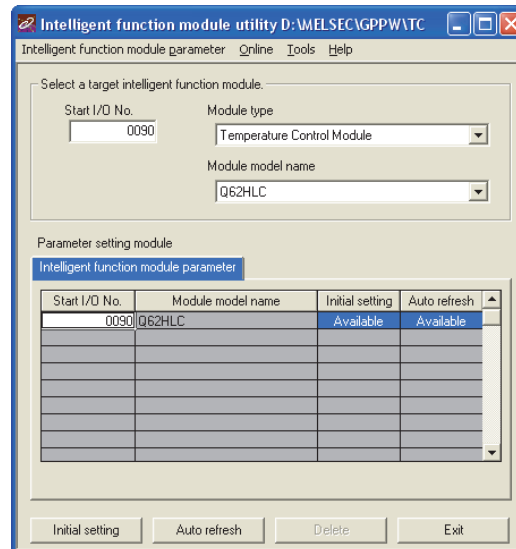 Intelligent function module utility D:\MELSEC\GPPW\TC
Intelligent function module parameter Online Tools Help
Select a target intelligent function module.
Start I/O No. Module type
0090 Temperature Control Module
Module model name
Q62HLC
Parameter setting module
Intelligent function module parameter
Start I/O No. Module model name Initial setting Auto refresh
0090 Q62HLC Available Available
Initial setting Auto refresh Delete Exit